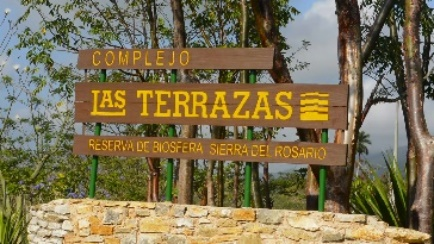 COMPLEJO
LAS TERRAZAS
RESERVA DE BIOSFERA SIERRA DEL ROSARIO